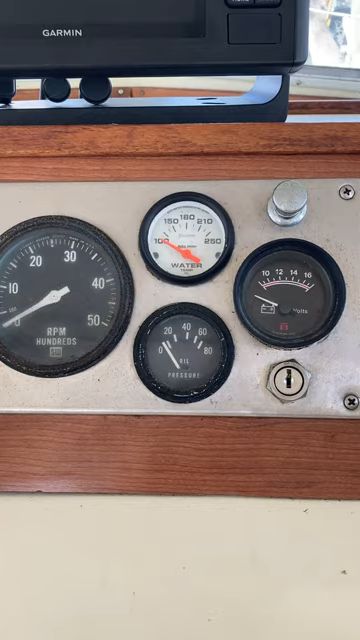 GARMIN
20 30
10 40
0 50
RPM
HUNDREDS
150 180 210
100 250
WATER
TEMP
20 40 60
0 80
OIL
PRESSURE
10 12 14 16
Volts